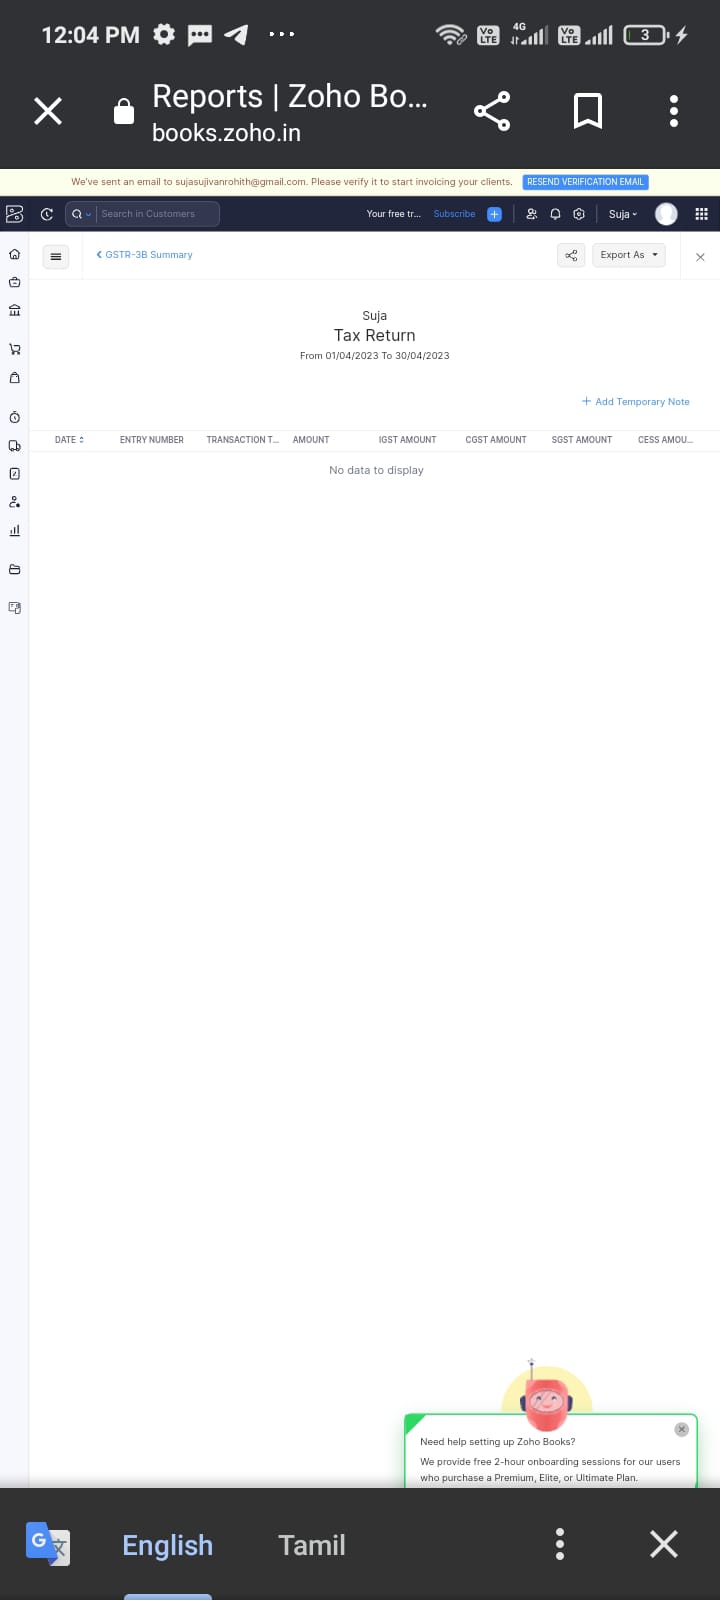 12:04 PM
Vo LTE 4G Vo LTE 3
Reports | Zoho Bo...
books.zoho.in
We've sent an email to sujasujivanrohith@gmail.com. Please verify it to start invoicing your clients. RESEND VERIFICATION EMAIL
Search in Customers Your free tr... Subscribe Suja
GSTR-3B Summary Export As
Suja
Tax Return
From 01/04/2023 To 30/04/2023
+ Add Temporary Note
DATE ENTRY NUMBER TRANSACTION T... AMOUNT IGST AMOUNT CGST AMOUNT SGST AMOUNT CESS AMOU...
No data to display
Need help setting up Zoho Books?
We provide free 2-hour onboarding sessions for our users
who purchase a Premium, Elite, or Ultimate Plan.
G 文 English Tamil